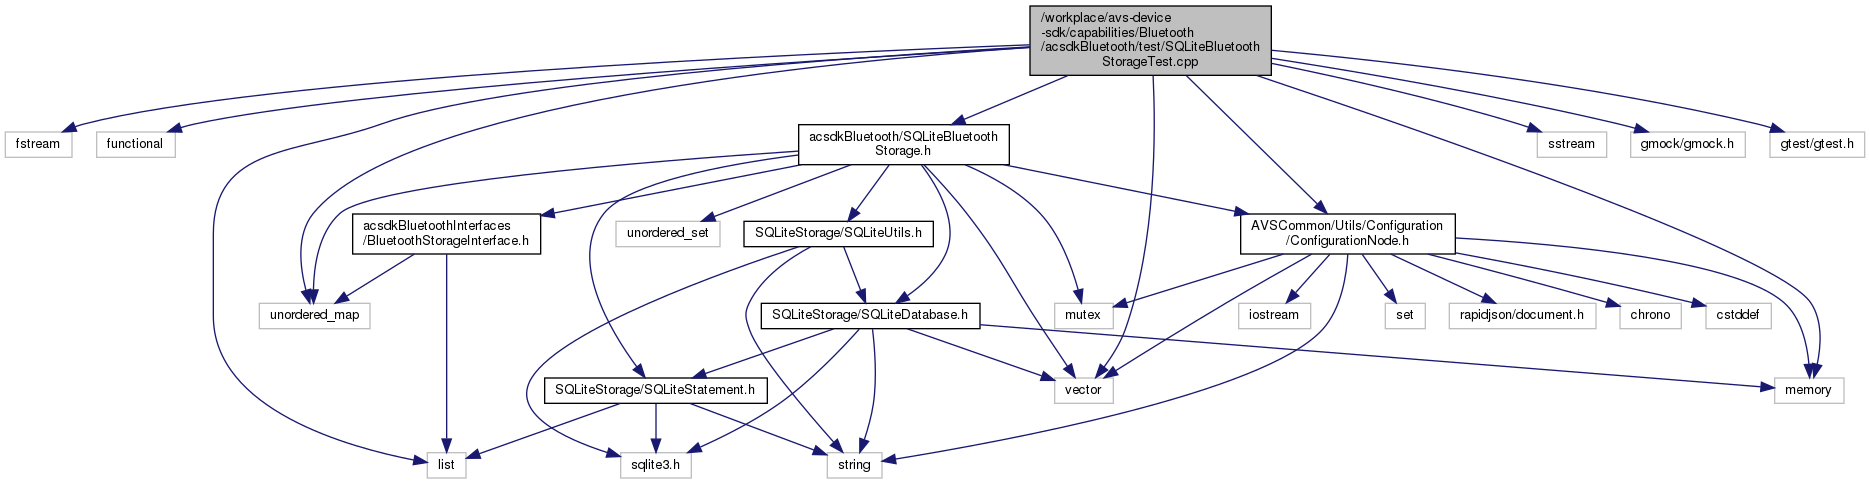 /workplace/avs-device
-sdk/capabilities/Bluetooth
/acsdkBluetooth/test/SQLiteBluetooth
StorageTest.cpp
fstream
functional
acsdkBluetooth/SQLiteBluetooth
Storage.h
sstream
gmock/gmock.h
gtest/gtest.h
acsdkBluetoothInterfaces
/BluetoothStorageInterface.h
unordered_set
SQLiteStorage/SQLiteUtils.h
AVSCommon/Utils/Configuration
/ConfigurationNode.h
unordered_map
SQLiteStorage/SQLiteDatabase.h
mutex
iostream
set
rapidjson/document.h
chrono
cstddef
SQLiteStorage/SQLiteStatement.h
vector
memory
list
sqlite3.h
string